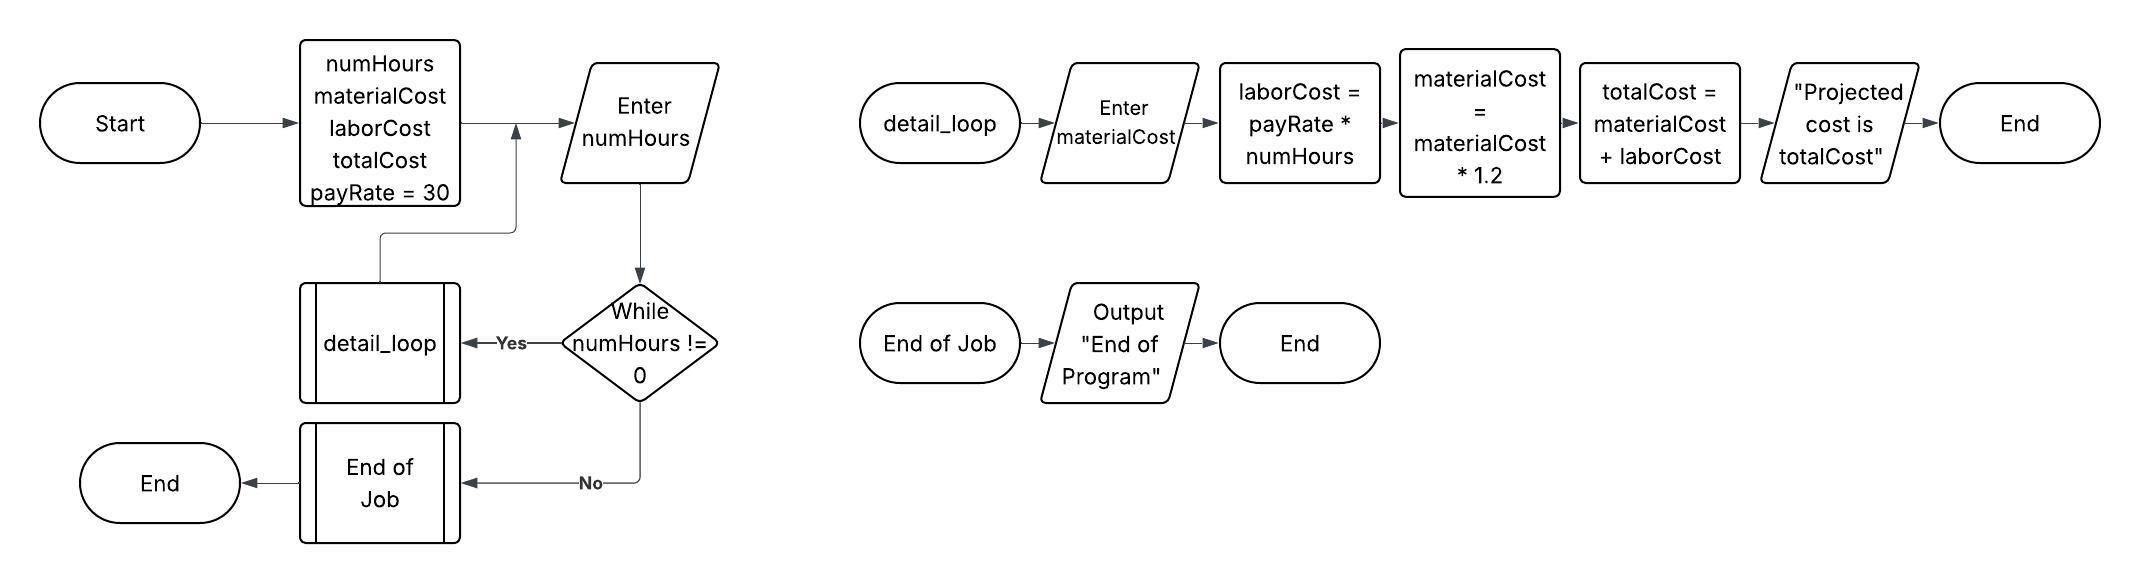 Start
numHours
materialCost
laborCost
totalCost
payRate = 30
Enter
numHours
While
numHours !=
0
Yes
detail_loop
No
End of
Job
End
detail_loop
Enter
materialCost
laborCost =
payRate *
numHours
materialCost
=
materialCost
* 1.2
totalCost =
materialCost
+ laborCost
"Projected
cost is
totalCost"
End
End of Job
Output
"End of
Program"
End